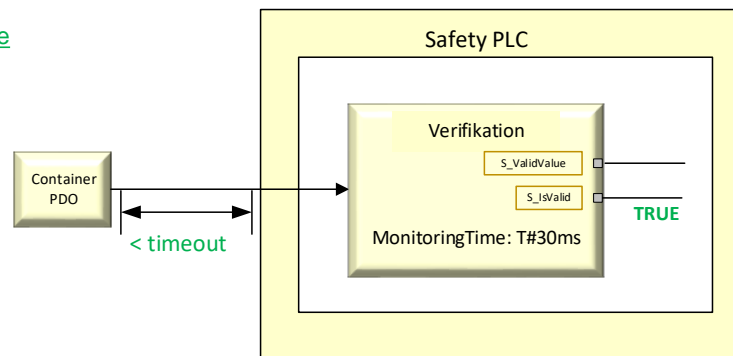 e
Safety PLC
Verifikation
S_ValidValue
Container
PDO
S_IsValid
TRUE
< timeout
MonitoringTime: T#30ms